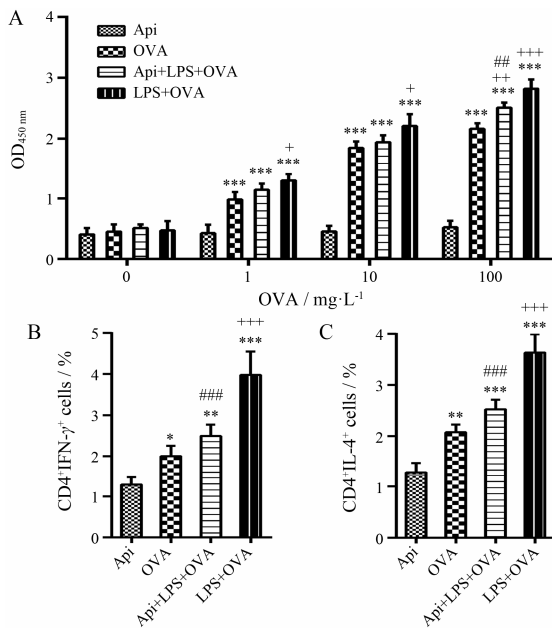 A
Api
OVA
Api+LPS+OVA
LPS+OVA
OD450 nm
4
3
2
1
0
*** *** *** +
*** *** *** +
*** *** ++ ## *** +++
0 1 10 100
OVA / mg·L-1
B
CD4+IFN-γ+ cells / %
5
4
3
2
1
0
* ** ### *** +++
Api OVA Api+LPS+OVA LPS+OVA
C
CD4+IL-4+ cells / %
4
3
2
1
0
** *** ### *** +++
Api OVA Api+LPS+OVA LPS+OVA